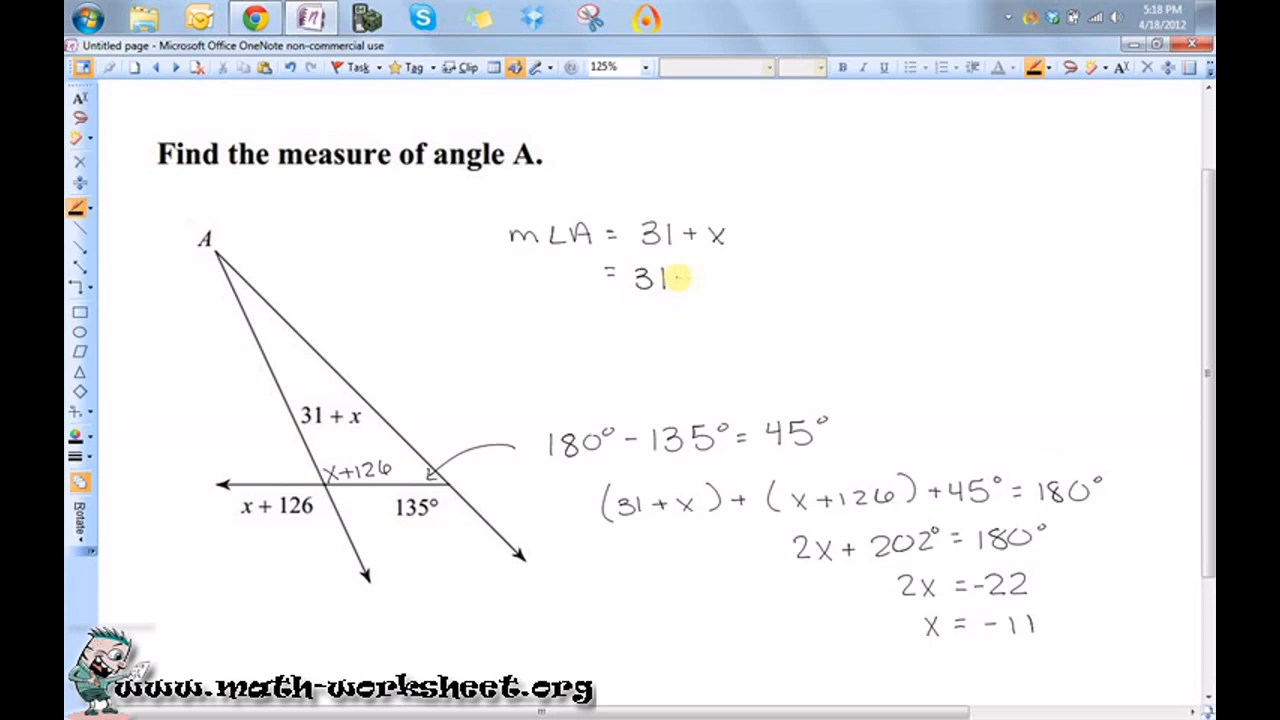 5:18 PM
4/18/2012
Untitled page - Microsoft Office OneNote non-commercial use
Task Tag Clip 125% B I U A
Find the measure of angle A.
A
m∠A = 31 + x
= 31
31 + x
180° - 135° = 45°
x+126
x + 126
135°
(31 + x) + (x + 126) + 45° = 180°
2x + 202° = 180°
2x = -22
x = -11
Rotate
www.math-worksheet.org